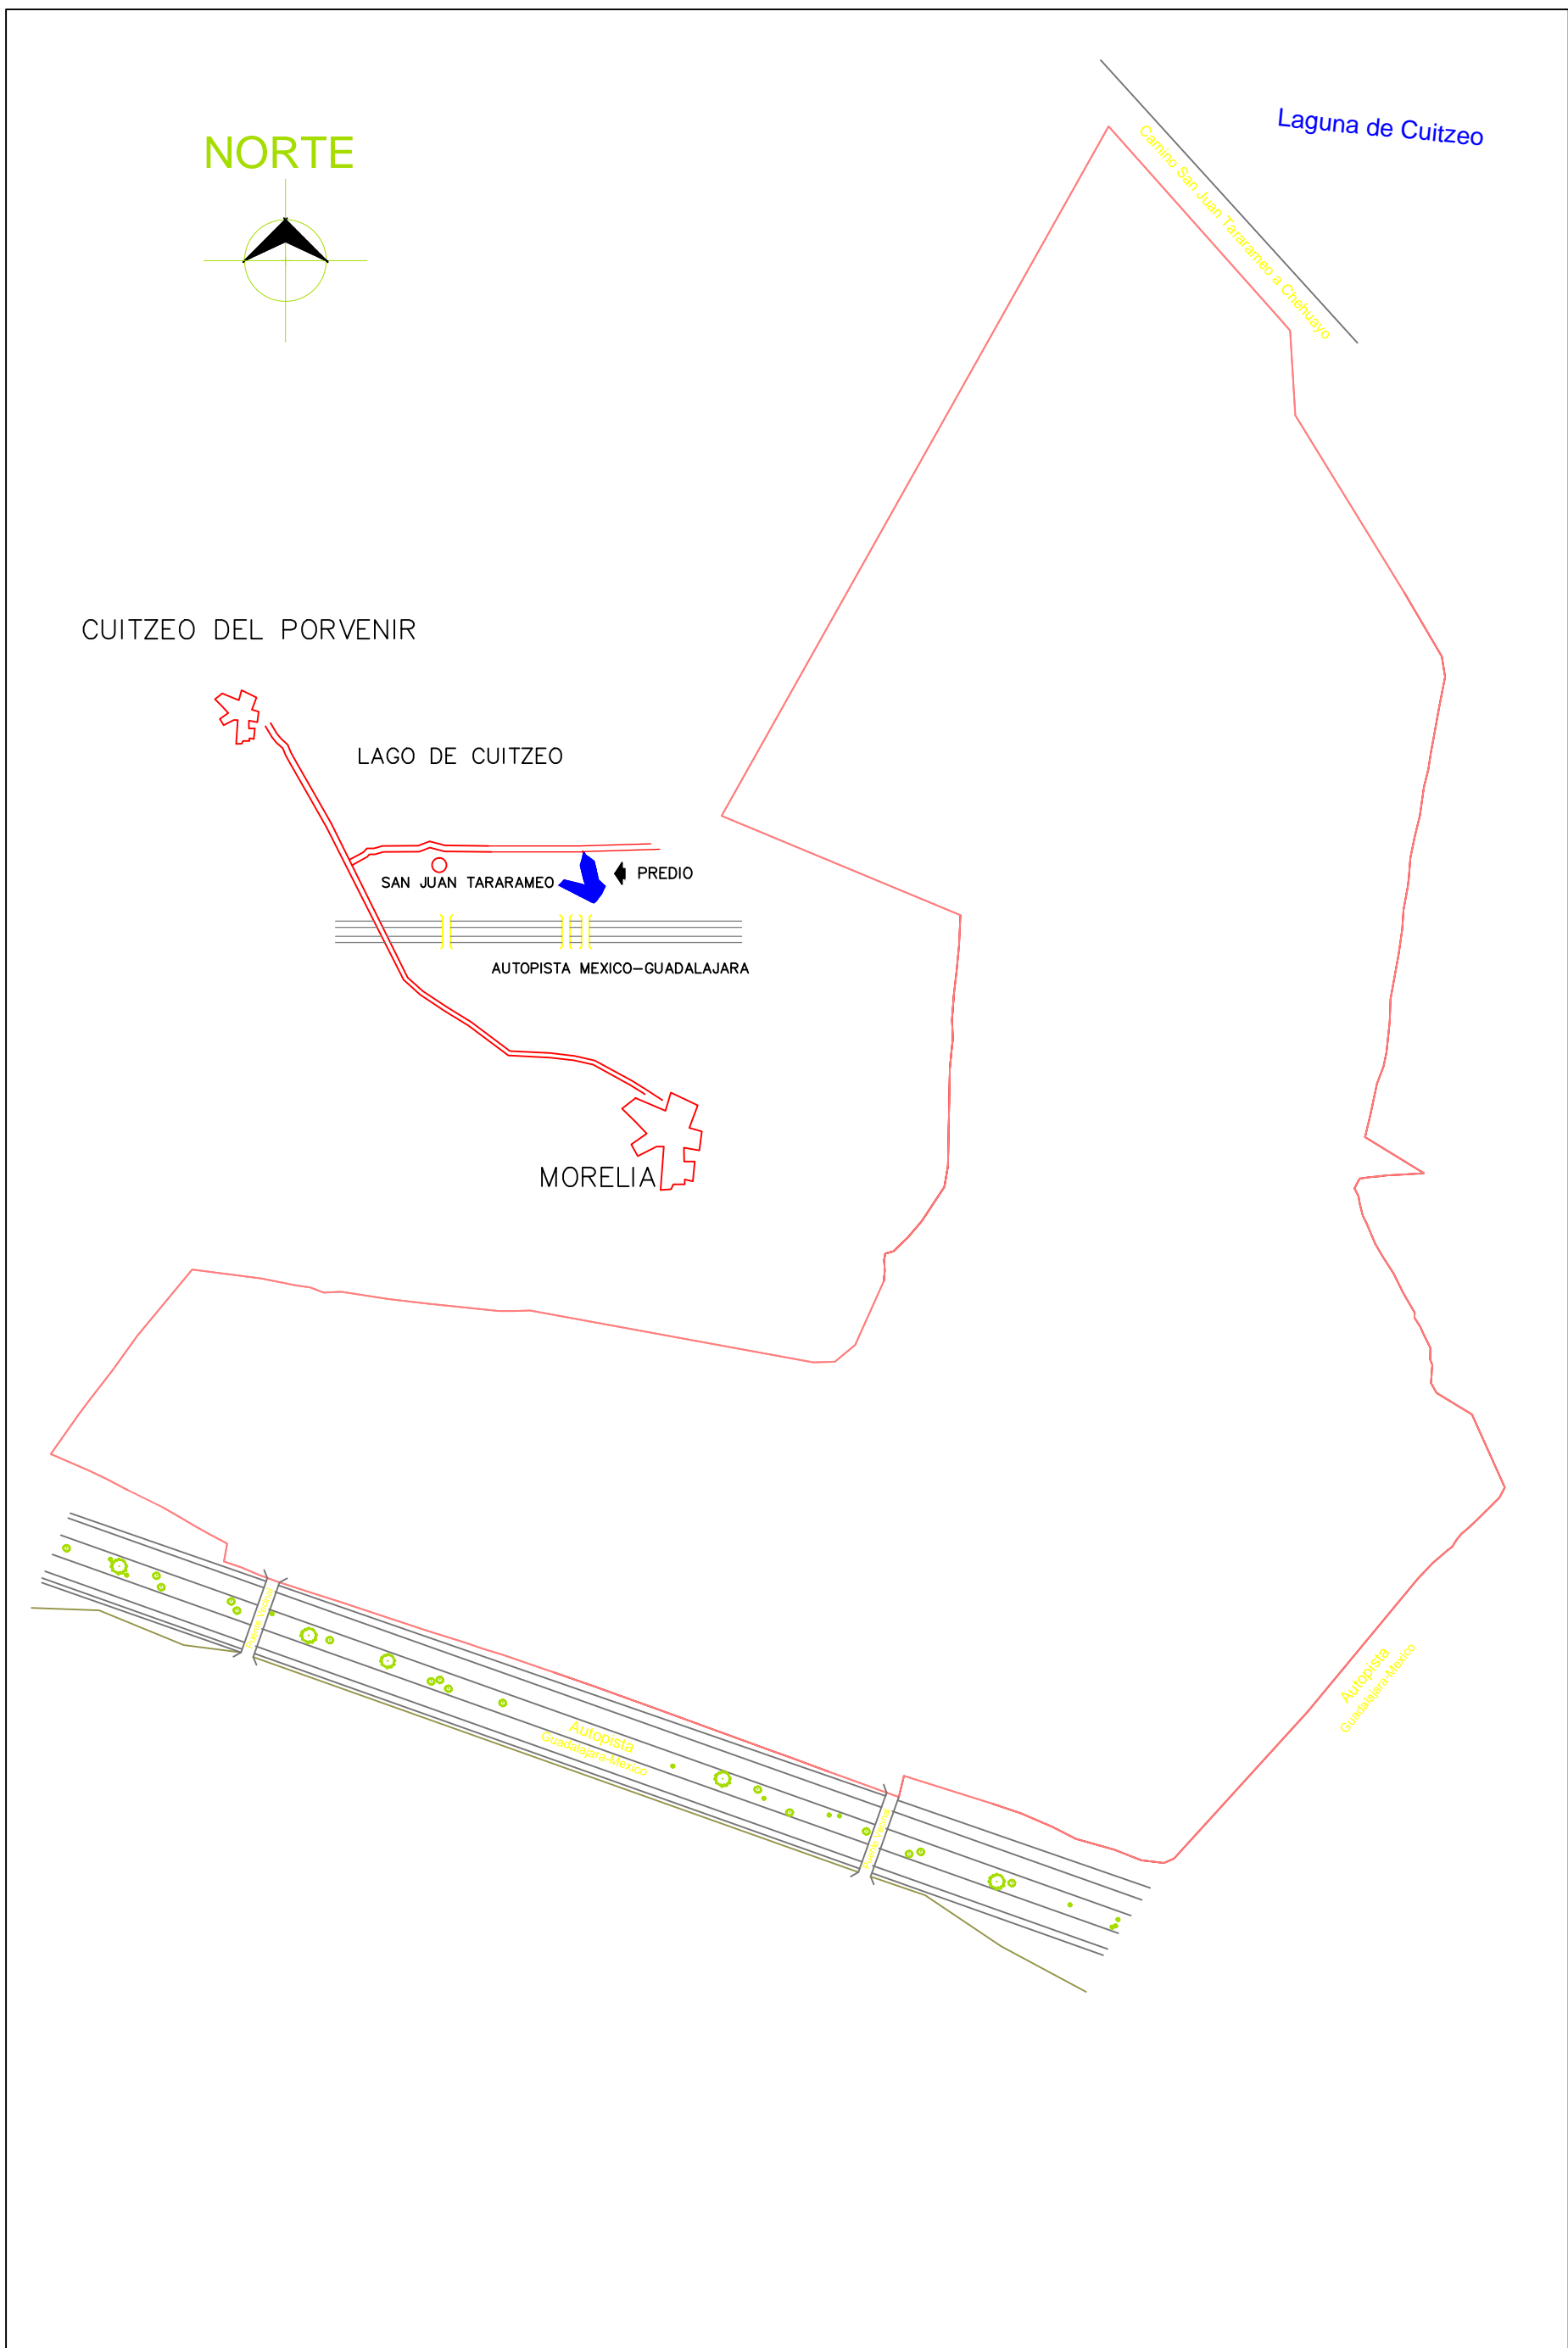 Laguna de Cuitzeo
NORTE
Camino San Juan Tararameo a Chehuayo
CUITZEO DEL PORVENIR
LAGO DE CUITZEO
PREDIO
SAN JUAN TARARAMEO
AUTOPISTA MEXICO-GUADALAJARA
MORELIA
Autopista
Guadalajara-Mexico
Autopista
Guadalajara-Mexico